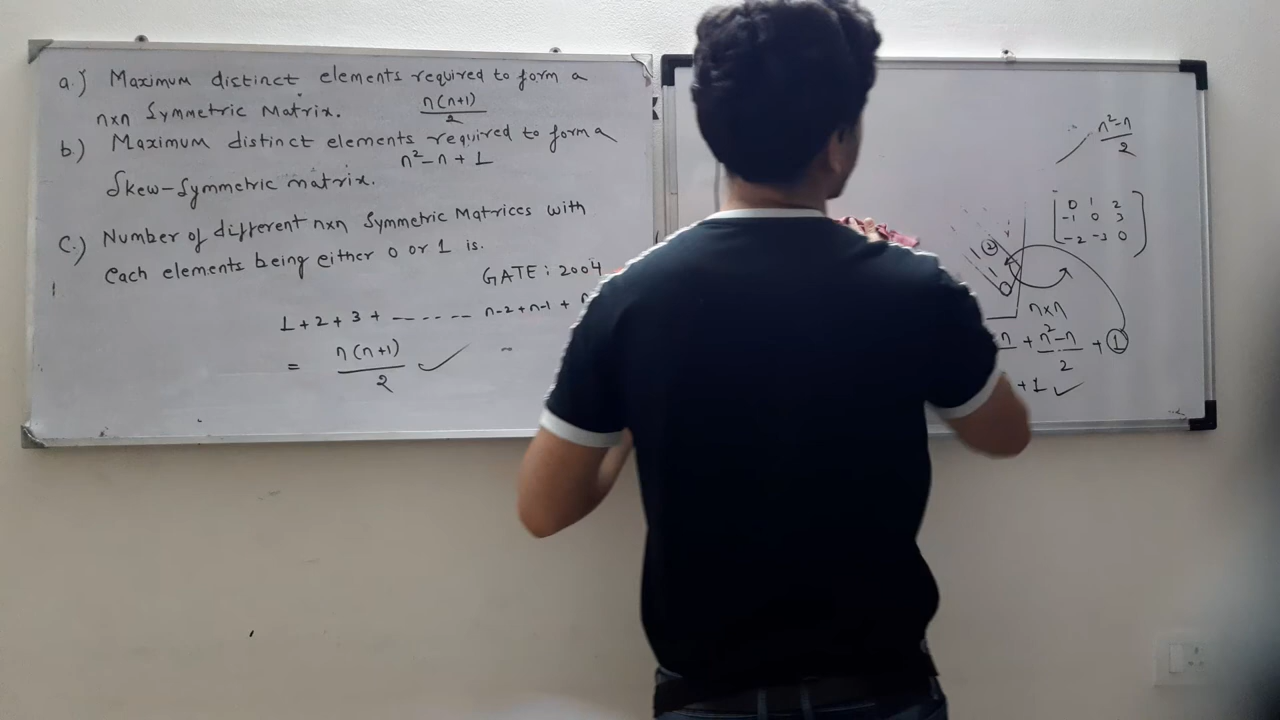 a.) Maximum distinct elements required to form a
nxn Symmetric Matrix. n(n+1)/2
b.) Maximum distinct elements required to form a
n²-n+1
Skew-Symmetric matrix.
C.) Number of different nxn Symmetric Matrices with
each elements being either 0 or 1 is.
GATE: 2004
1+2+3+ ------ n-2+n-1+
= n(n+1)/2 ✓
n²-n/2
0 1 2
-1 0 3
-2 -3 0
nxn
+ n²-n/2 + 1
+1 ✓